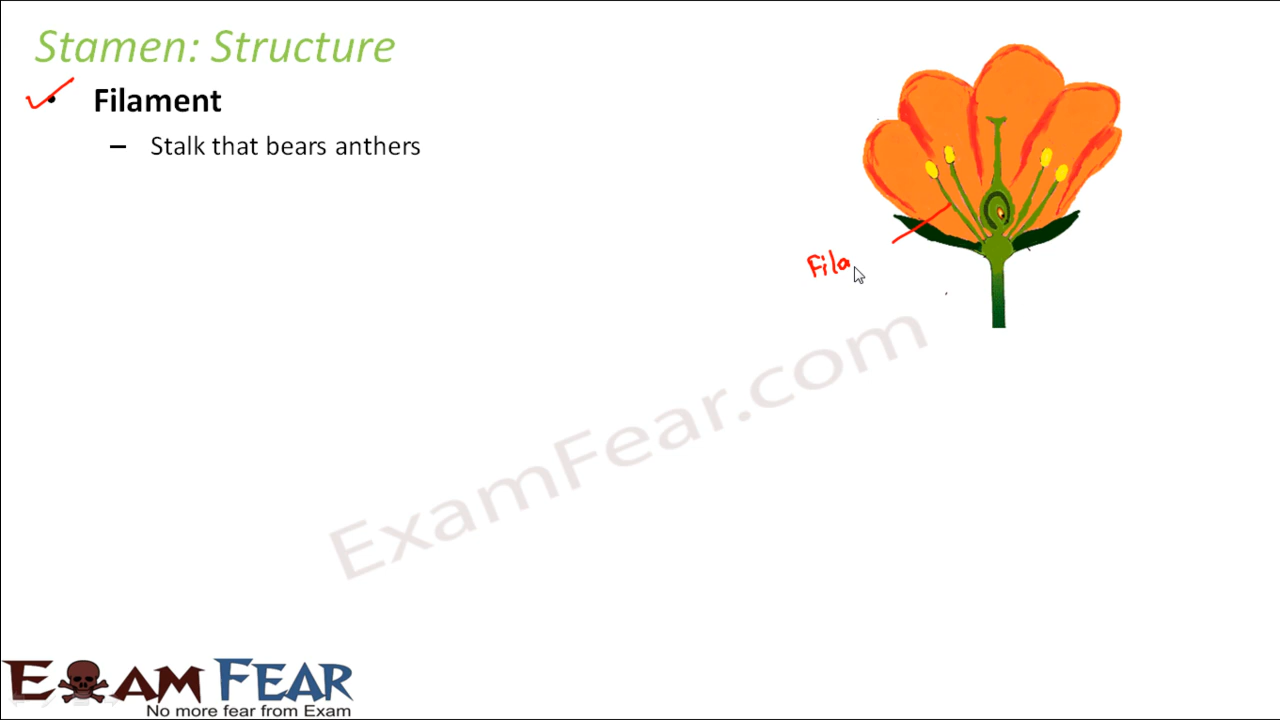 Stamen: Structure
• Filament
– Stalk that bears anthers
Fila
ExamFear.com
EXAM FEAR
No more fear from Exam